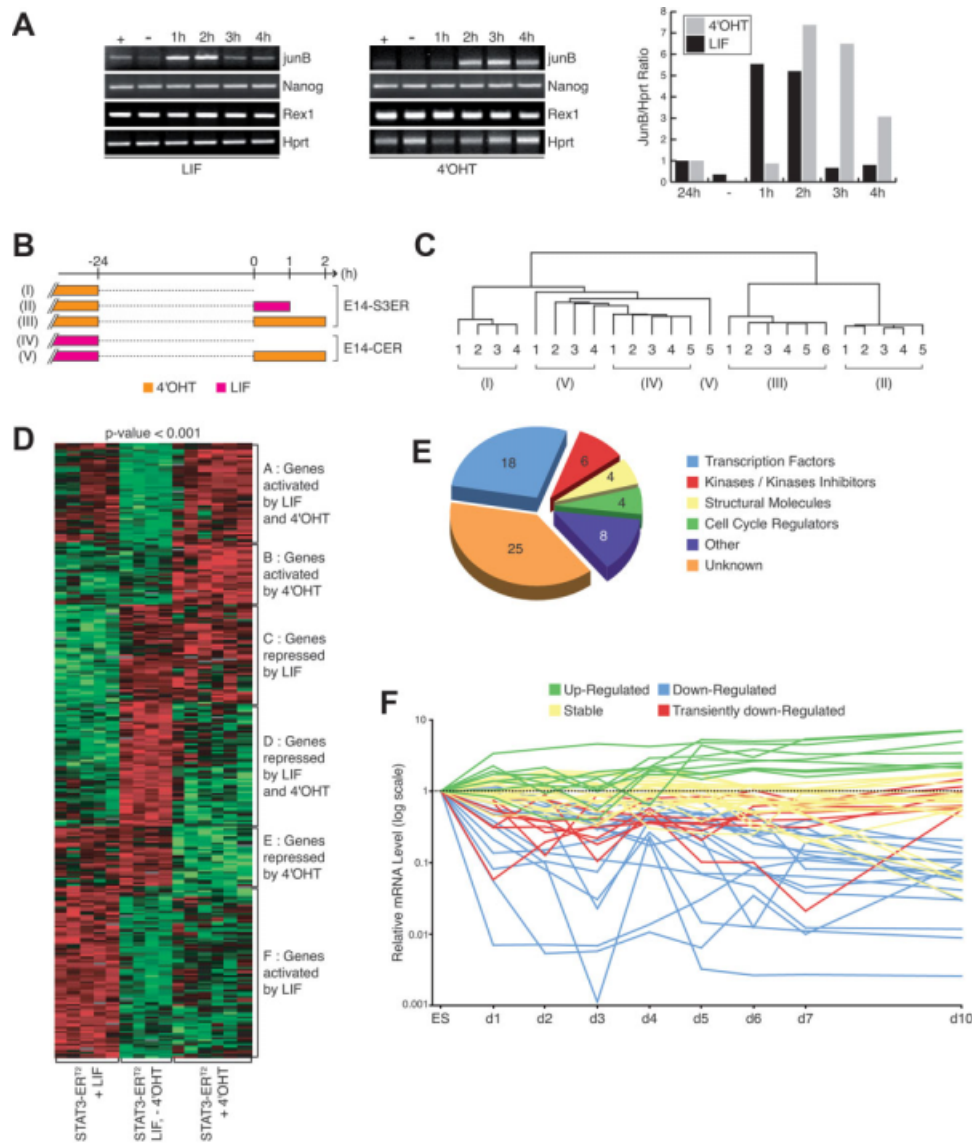 A
+ - 1h 2h 3h 4h
junB
Nanog
Rex1
Hprt
LIF
+ - 1h 2h 3h 4h
junB
Nanog
Rex1
Hprt
4'OHT
4'OHT
LIF
JunB/Hprt Ratio
8
7
6
5
4
3
2
1
0
24h - 1h 2h 3h 4h
B
-24 0 1 2
(h)
(I)
(II)
(III)
(IV)
(V)
E14-S3ER
E14-CER
4'OHT LIF
C
1 2 3 4 1 2 3 4 1 2 3 4 5 5 1 2 3 4 5 6 1 2 3 4 5
(I) (V) (IV) (V) (III) (II)
D
p-value < 0.001
A : Genes
activated
by LIF
and 4'OHT
B : Genes
activated
by 4'OHT
C : Genes
repressed
by LIF
D : Genes
repressed
by LIF
and 4'OHT
E : Genes
repressed
by 4'OHT
F : Genes
activated
by LIF
STAT3-ERT2
+ LIF
STAT3-ERT2
LIF, - 4'OHT
STAT3-ERT2
+ 4'OHT
E
18
6
4
4
8
25
Transcription Factors
Kinases / Kinases Inhibitors
Structural Molecules
Cell Cycle Regulators
Other
Unknown
F
Up-Regulated Down-Regulated
Stable Transiently down-Regulated
Relative mRNA Level (log scale)
10
1
0.1
0.01
0.001
ES d1 d2 d3 d4 d5 d6 d7 d10